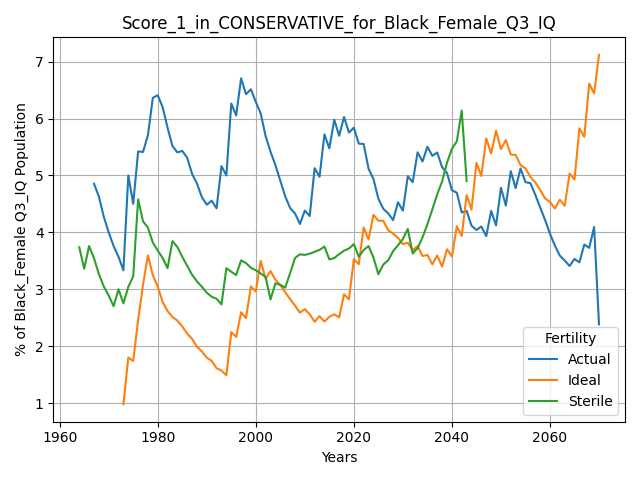 Score_1_in_CONSERVATIVE_for_Black_Female_Q3_IQ
% of Black_Female Q3_IQ Population
7
6
5
4
3
2
1
1960
1980
2000
2020
2040
2060
Years
Fertility
Actual
Ideal
Sterile